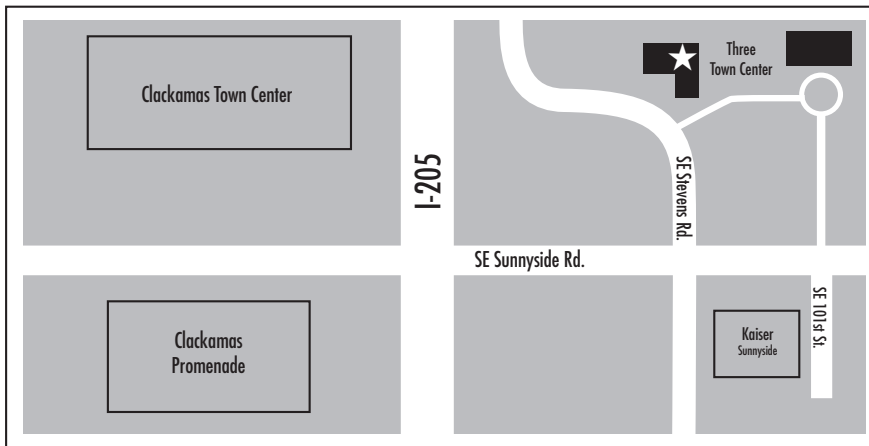 Clackamas Town Center
I-205
Three
Town Center
SE Stevens Rd.
SE Sunnyside Rd.
Clackamas
Promenade
Kaiser
Sunnyside
SE 101st St.